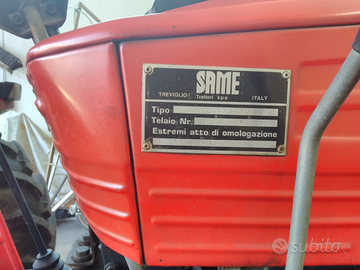 SAME
TREVIGLIO Trattori s.p.a ITALY
Tipo
Telaio Nr.
Estremi atto di omologazione
subito